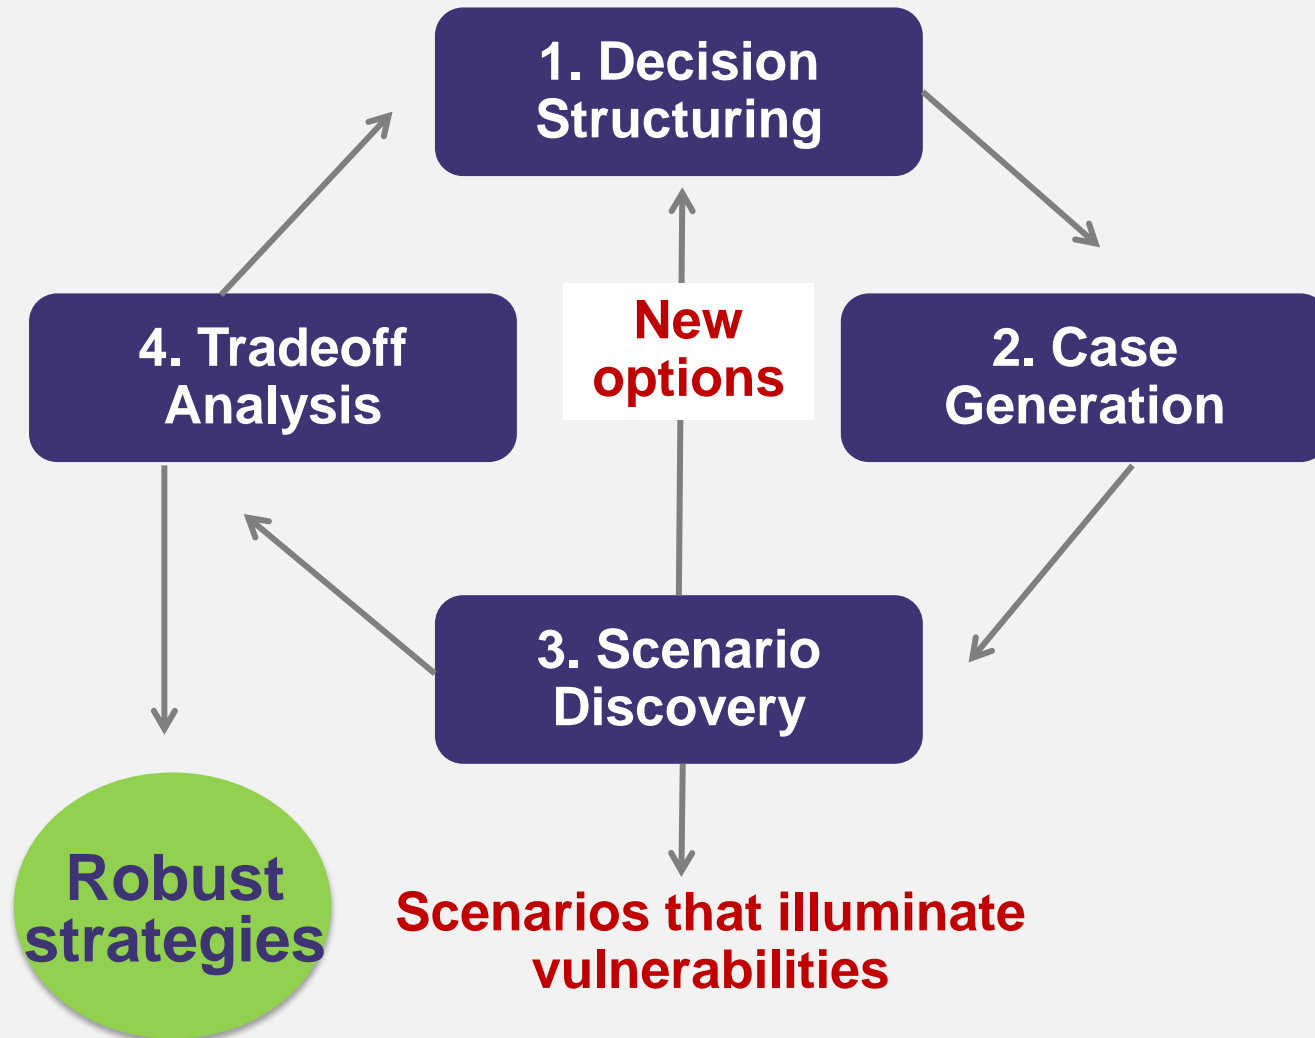 1. Decision
Structuring
4. Tradeoff
Analysis
New
options
2. Case
Generation
3. Scenario
Discovery
Robust
strategies
Scenarios that illuminate
vulnerabilities